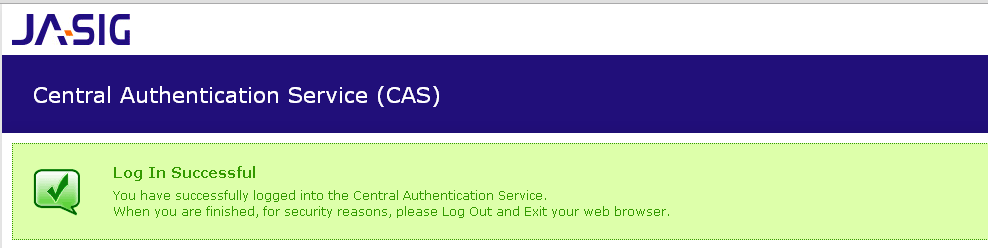 JA-SIG
Central Authentication Service (CAS)
Log In Successful
You have successfully logged into the Central Authentication Service.
When you are finished, for security reasons, please Log Out and Exit your web browser.